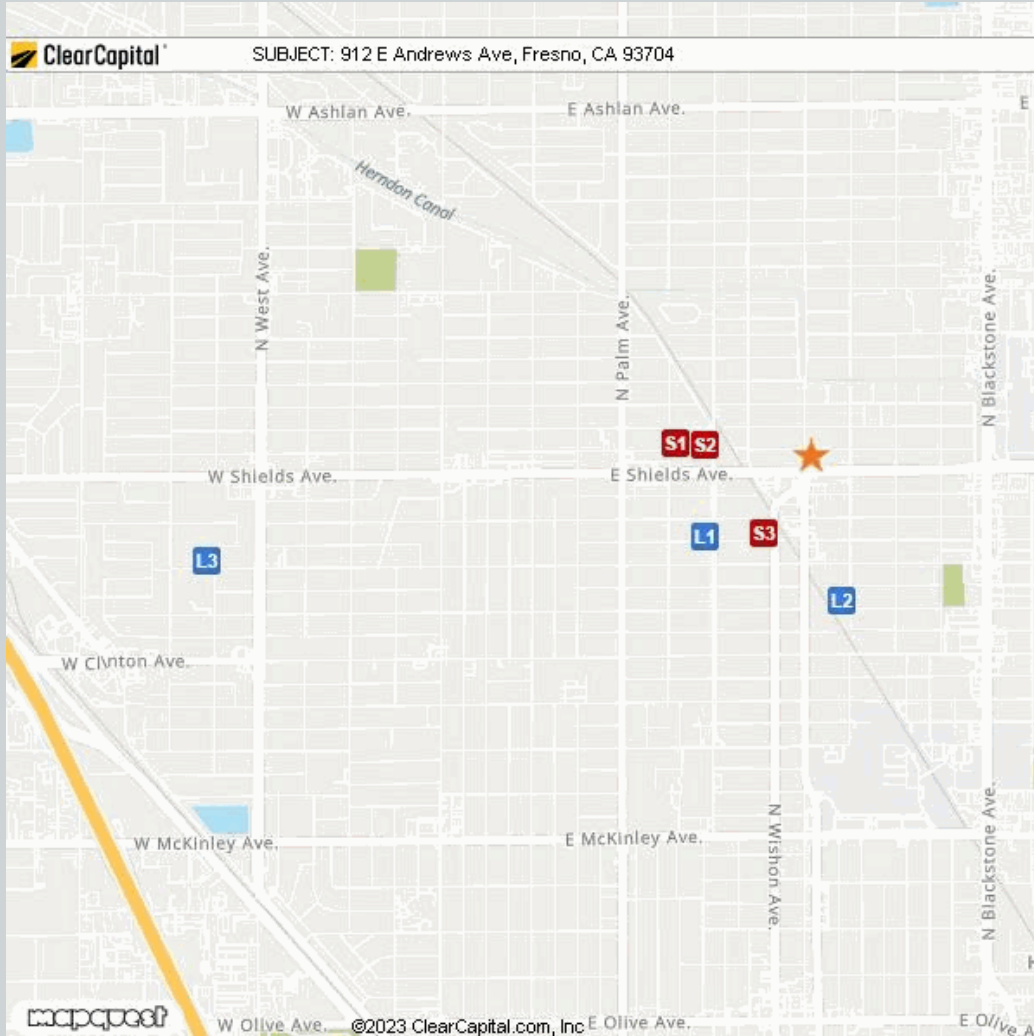 ClearCapital
SUBJECT: 912 E Andrews Ave, Fresno, CA 93704
W Ashlan Ave.
E Ashlan Ave.
E
Herndon Canal
N West Ave.
N Palm Ave.
N Blackstone Ave.
S1
S2
W Shields Ave.
E Shields Ave.
L3
L1
S3
L2
W Clinton Ave.
W McKinley Ave.
E McKinley Ave.
N Wishon Ave.
N Blackstone Ave.
mapquest
W Olive Ave.
©2023 ClearCapital.com, Inc
E Olive Ave.
E Olive